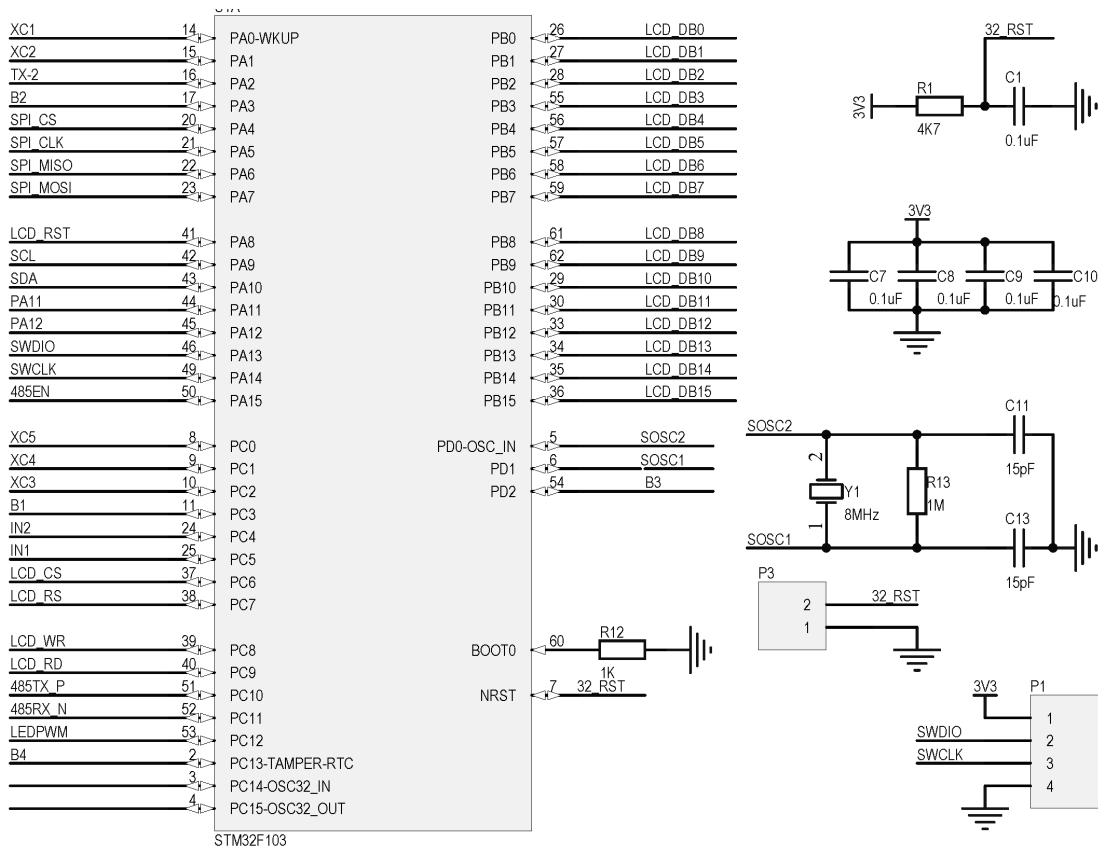 XC1 14 PA0-WKUP PB0 26 LCD_DB0
XC2 15 PA1 PB1 27 LCD_DB1
TX-2 16 PA2 PB2 28 LCD_DB2
B2 17 PA3 PB3 55 LCD_DB3
SPI_CS 20 PA4 PB4 56 LCD_DB4
SPI_CLK 21 PA5 PB5 57 LCD_DB5
SPI_MISO 22 PA6 PB6 58 LCD_DB6
SPI_MOSI 23 PA7 PB7 59 LCD_DB7
LCD_RST 41 PA8 PB8 61 LCD_DB8
SCL 42 PA9 PB9 62 LCD_DB9
SDA 43 PA10 PB10 29 LCD_DB10
PA11 44 PA11 PB11 30 LCD_DB11
PA12 45 PA12 PB12 33 LCD_DB12
SWDIO 46 PA13 PB13 34 LCD_DB13
SWCLK 49 PA14 PB14 35 LCD_DB14
485EN 50 PA15 PB15 36 LCD_DB15
XC5 8 PC0 PD0-OSC_IN 5 SOSC2
XC4 9 PC1 PD1 6 SOSC1
XC3 10 PC2 PD2 54 B3
B1 11 PC3
IN2 24 PC4
IN1 25 PC5
LCD_CS 37 PC6
LCD_RS 38 PC7
LCD_WR 39 PC8 BOOT0 60 R12
1K
LCD_RD 40 PC9
485TX_P 51 PC10 NRST 7 32_RST
485RX_N 52 PC11
LEDPWM 53 PC12
B4 2 PC13-TAMPER-RTC
3 PC14-OSC32_IN
4 PC15-OSC32_OUT
STM32F103
32_RST
R1 C1
3V3
4K7 0.1uF
3V3
C7 C8 C9 C10
0.1uF 0.1uF 0.1uF 0.1uF
SOSC2 C11
15pF
2
Y1 R13
8MHz 1M
1
SOSC1 C13
15pF
P3
2 32_RST
1
3V3 P1
1
SWDIO 2
SWCLK 3
4